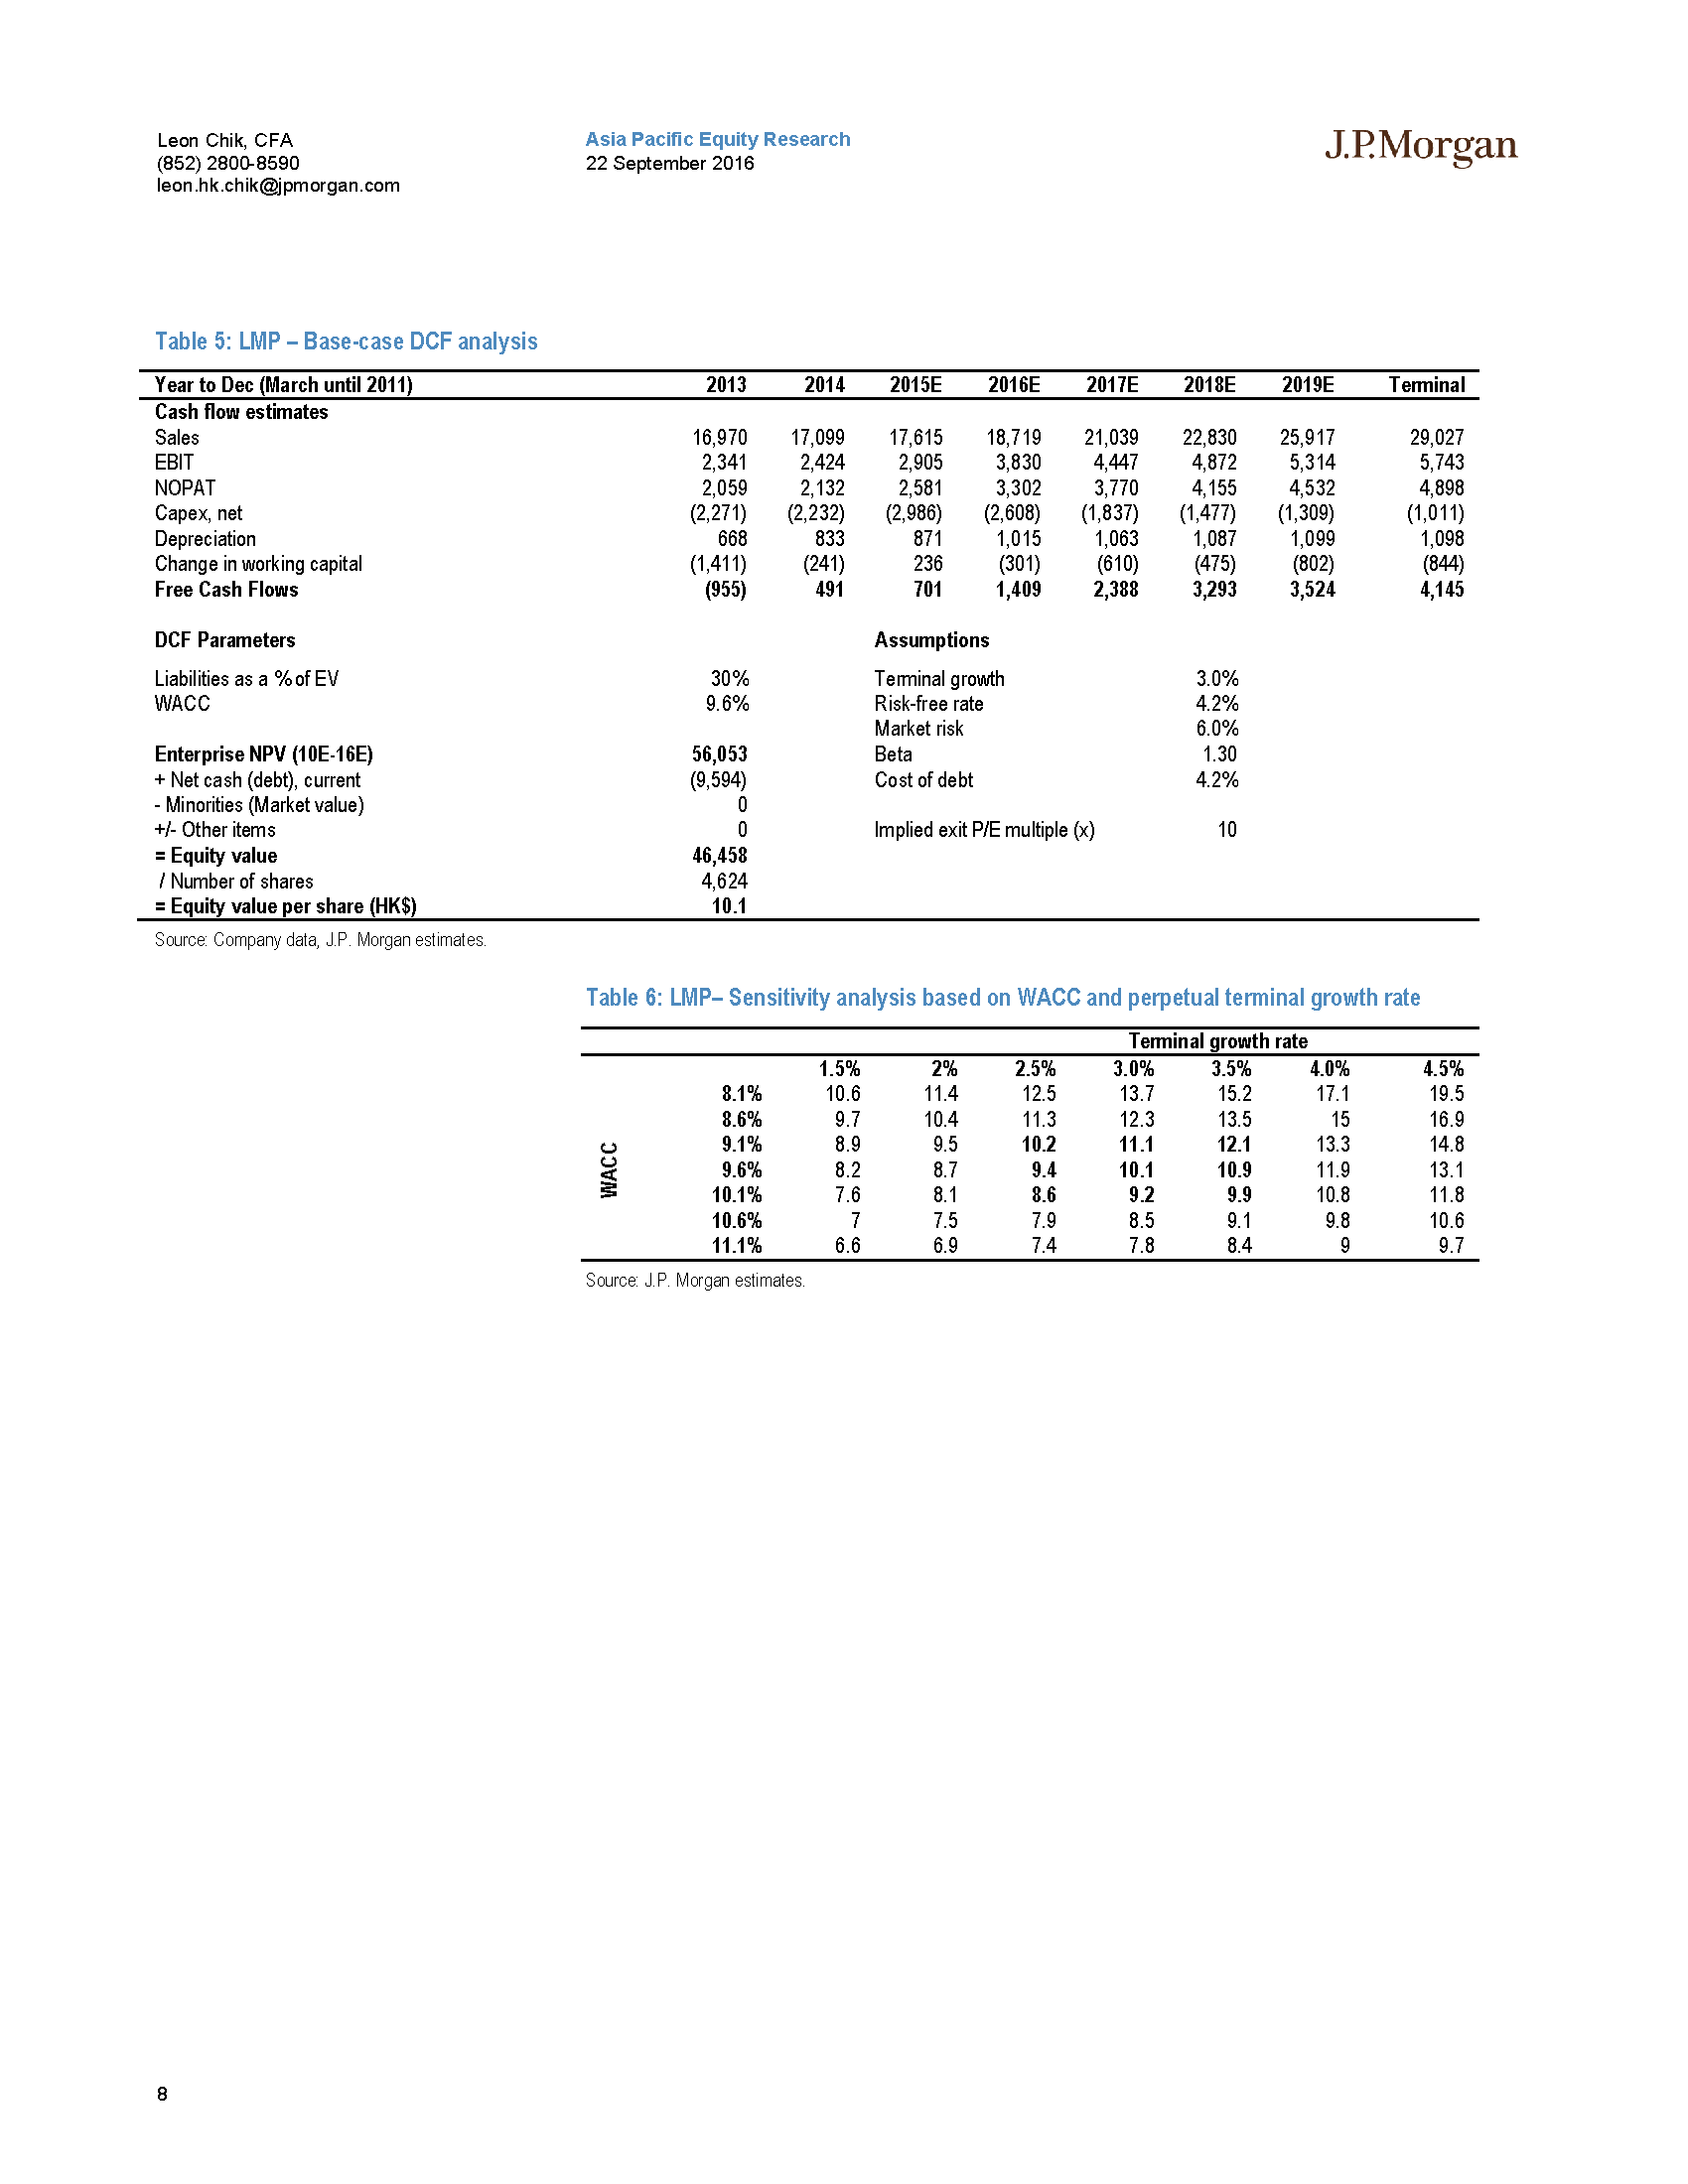 Leon Chik, CFA
(852) 2800-8590
leon.hk.chik@jpmorgan.com
Asia Pacific Equity Research
22 September 2016
J.P.Morgan
Table 5: LMP – Base-case DCF analysis
Year to Dec (March until 2011) 2013 2014 2015E 2016E 2017E 2018E 2019E Terminal
Cash flow estimates
Sales 16,970 17,099 17,615 18,719 21,039 22,830 25,917 29,027
EBIT 2,341 2,424 2,905 3,830 4,447 4,872 5,314 5,743
NOPAT 2,059 2,132 2,581 3,302 3,770 4,155 4,532 4,898
Capex, net (2,271) (2,232) (2,986) (2,608) (1,837) (1,477) (1,309) (1,011)
Depreciation 668 833 871 1,015 1,063 1,087 1,099 1,098
Change in working capital (1,411) (241) 236 (301) (610) (475) (802) (844)
Free Cash Flows (955) 491 701 1,409 2,388 3,293 3,524 4,145
DCF Parameters Assumptions
Liabilities as a % of EV 30% Terminal growth 3.0%
WACC 9.6% Risk-free rate 4.2%
Market risk 6.0%
Enterprise NPV (10E-16E) 56,053 Beta 1.30
+ Net cash (debt), current (9,594) Cost of debt 4.2%
- Minorities (Market value) 0
+/- Other items 0 Implied exit P/E multiple (x) 10
= Equity value 46,458
/ Number of shares 4,624
= Equity value per share (HK$) 10.1
Source: Company data, J.P. Morgan estimates.
Table 6: LMP– Sensitivity analysis based on WACC and perpetual terminal growth rate
Terminal growth rate
1.5% 2% 2.5% 3.0% 3.5% 4.0% 4.5%
8.1% 10.6 11.4 12.5 13.7 15.2 17.1 19.5
8.6% 9.7 10.4 11.3 12.3 13.5 15 16.9
9.1% 8.9 9.5 10.2 11.1 12.1 13.3 14.8
WACC
9.6% 8.2 8.7 9.4 10.1 10.9 11.9 13.1
10.1% 7.6 8.1 8.6 9.2 9.9 10.8 11.8
10.6% 7 7.5 7.9 8.5 9.1 9.8 10.6
11.1% 6.6 6.9 7.4 7.8 8.4 9 9.7
Source: J.P. Morgan estimates.
8